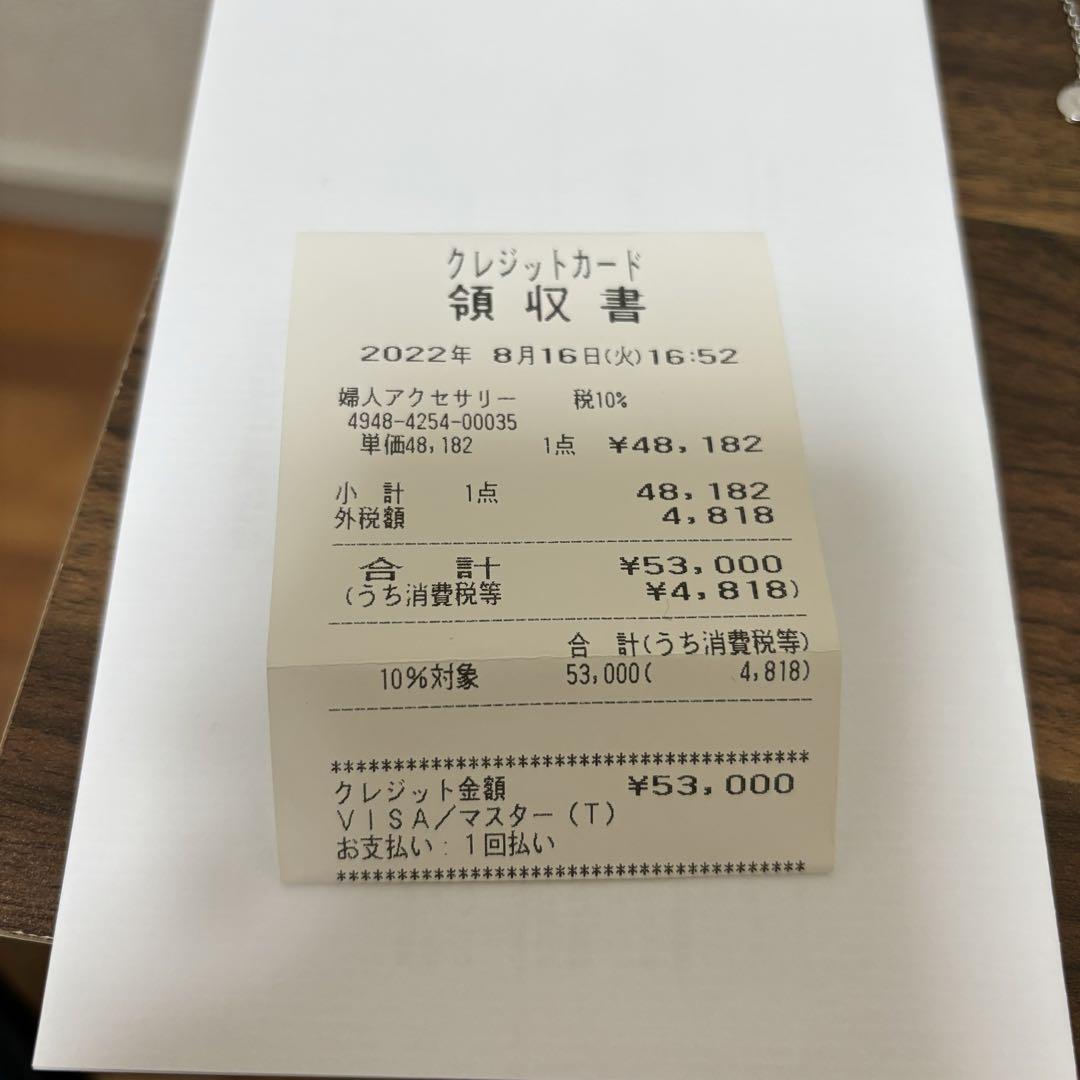 クレジットカード
領収書
2022年 8月16日(火)16:52
婦人アクセサリー 税10%
4948-4254-00035
単価48,182 1点 ¥48,182
小 計 1点 48,182
外税額 4,818
合 計 ¥53,000
(うち消費税等 ¥4,818)
合 計(うち消費税等)
10%対象 53,000( 4,818)
***************************************
クレジット金額 ¥53,000
VISA/マスター(T)
お支払い:1回払い
***************************************